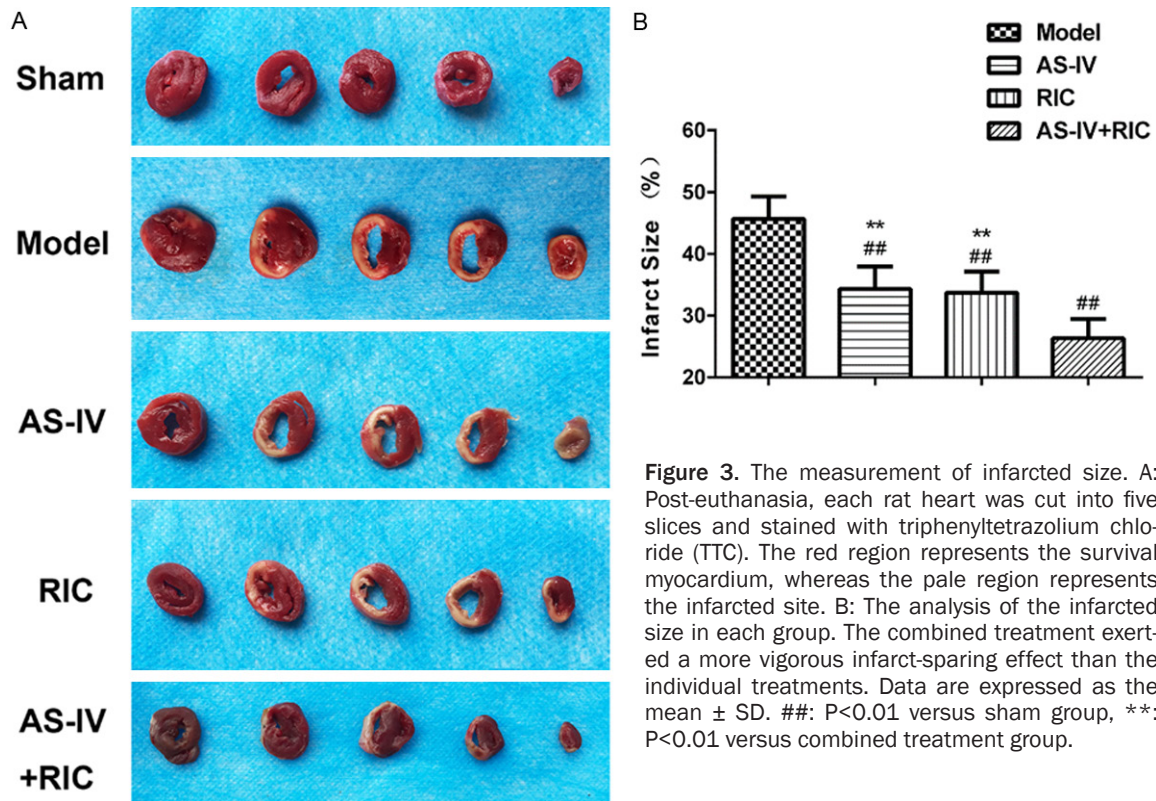 A
Sham
Model
AS-IV
RIC
AS-IV
+RIC
B
Model
AS-IV
RIC
AS-IV+RIC
Infarct Size (%)
60
50
40
30
20
**
##
**
##
##
Figure 3. The measurement of infarcted size. A:
Post-euthanasia, each rat heart was cut into five
slices and stained with triphenyltetrazolium chlo-
ride (TTC). The red region represents the survival
myocardium, whereas the pale region represents
the infarcted site. B: The analysis of the infarcted
size in each group. The combined treatment exert-
ed a more vigorous infarct-sparing effect than the
individual treatments. Data are expressed as the
mean ± SD. ##: P<0.01 versus sham group, **:
P<0.01 versus combined treatment group.